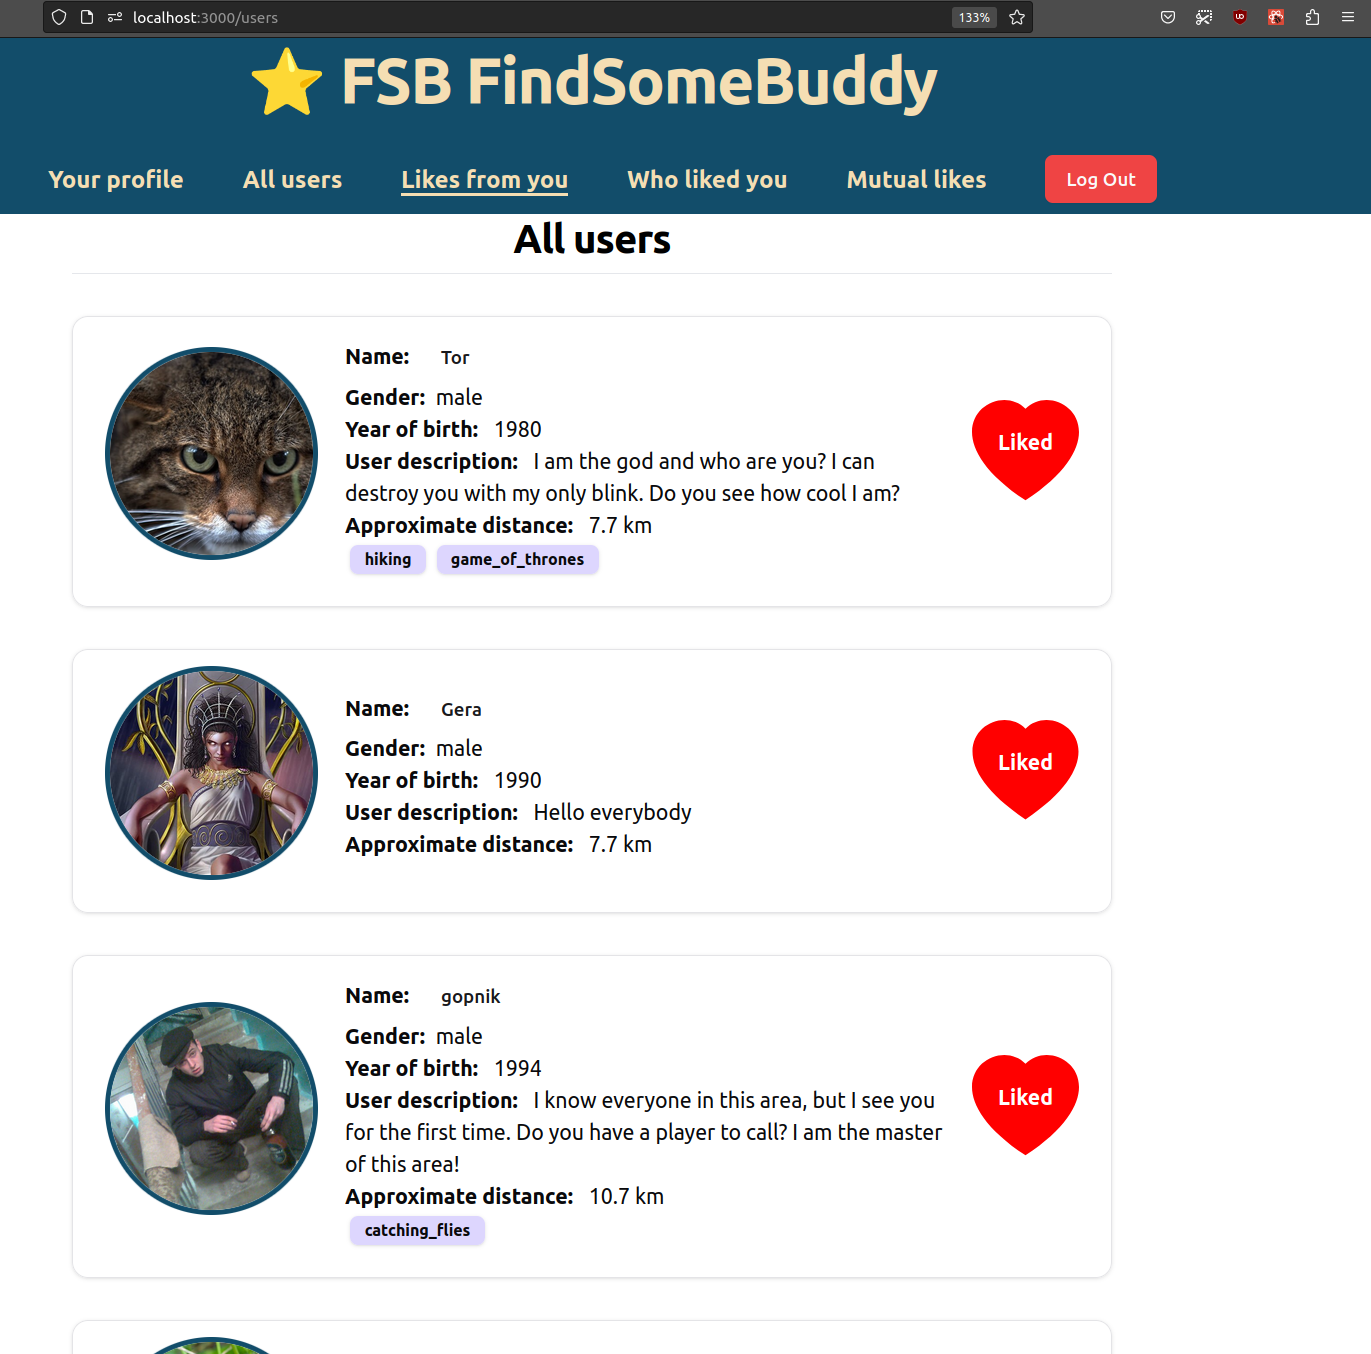 localhost:3000/users
133%
FSB FindSomeBuddy
Your profile
All users
Likes from you
Who liked you
Mutual likes
Log Out
All users
Name: Tor
Gender: male
Year of birth: 1980
User description: I am the god and who are you? I can
destroy you with my only blink. Do you see how cool I am?
Approximate distance: 7.7 km
hiking
game_of_thrones
Liked
Name: Gera
Gender: male
Year of birth: 1990
User description: Hello everybody
Approximate distance: 7.7 km
Liked
Name: gopnik
Gender: male
Year of birth: 1994
User description: I know everyone in this area, but I see you
for the first time. Do you have a player to call? I am the master
of this area!
Approximate distance: 10.7 km
catching_flies
Liked